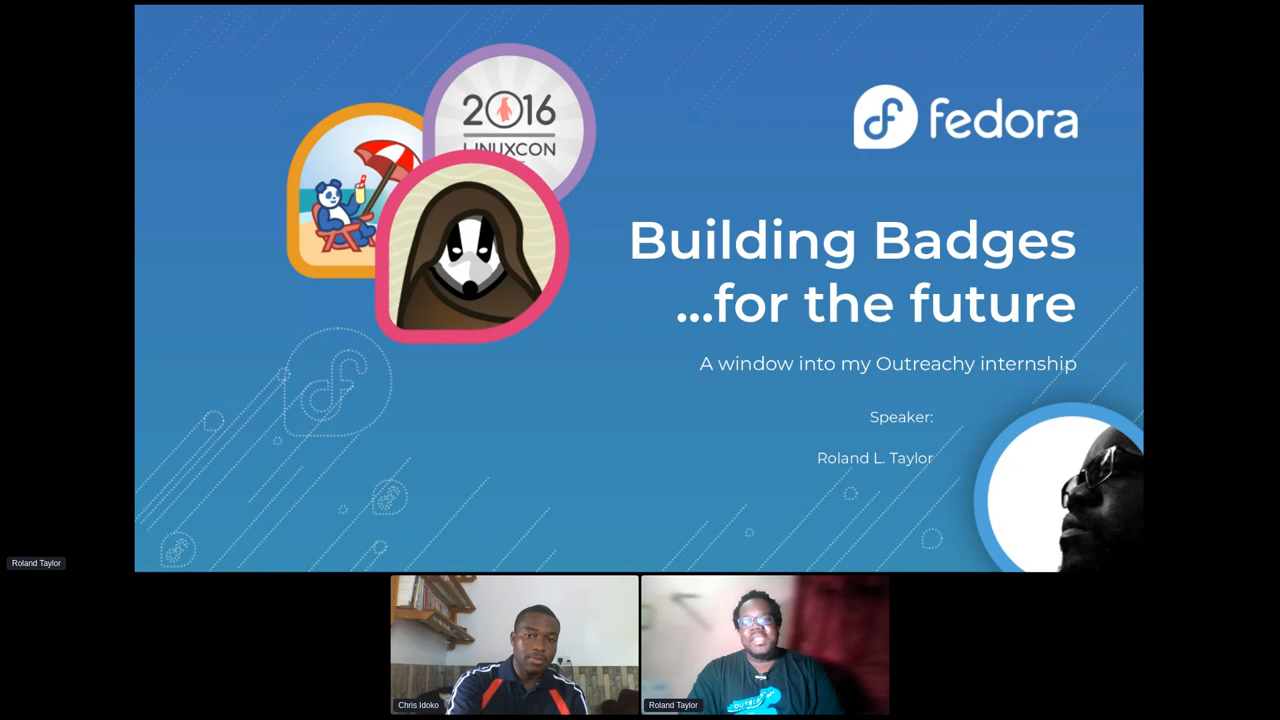 2016
LINUXCON
fedora
Building Badges
...for the future
A window into my Outreachy internship
Speaker:
Roland L. Taylor
Roland Taylor
Chris Idoko
Roland Taylor